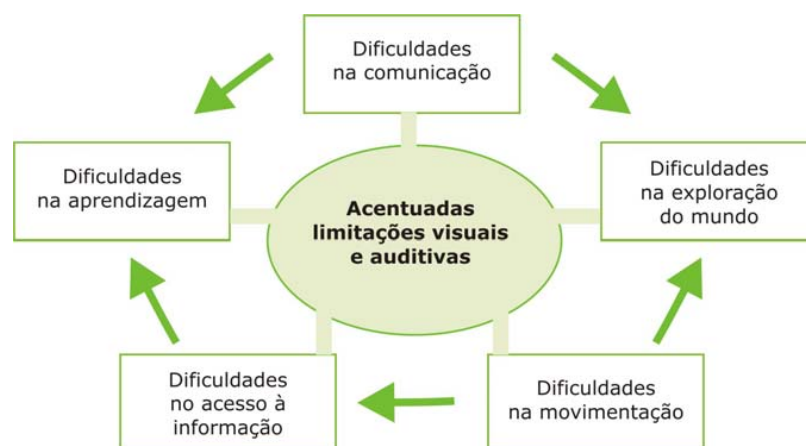 Dificuldades
na comunicação
Dificuldades
na aprendizagem
Acentuadas
limitações visuais
e auditivas
Dificuldades
na exploração
do mundo
Dificuldades
no acesso à
informação
Dificuldades
na movimentação